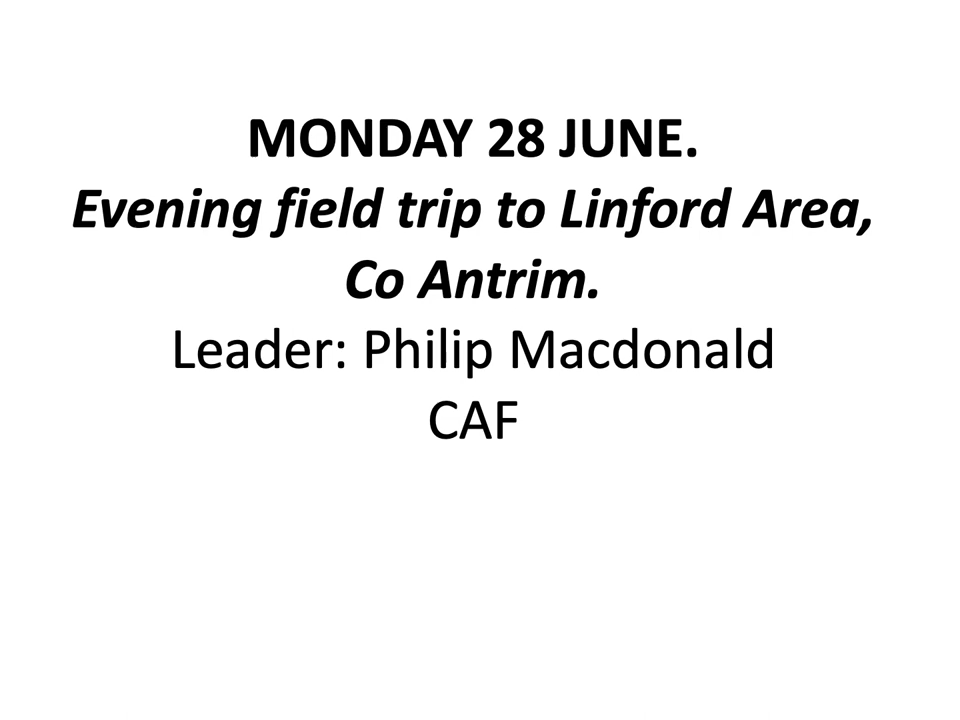 MONDAY 28 JUNE.
Evening field trip to Linford Area,
Co Antrim.
Leader: Philip Macdonald
CAF